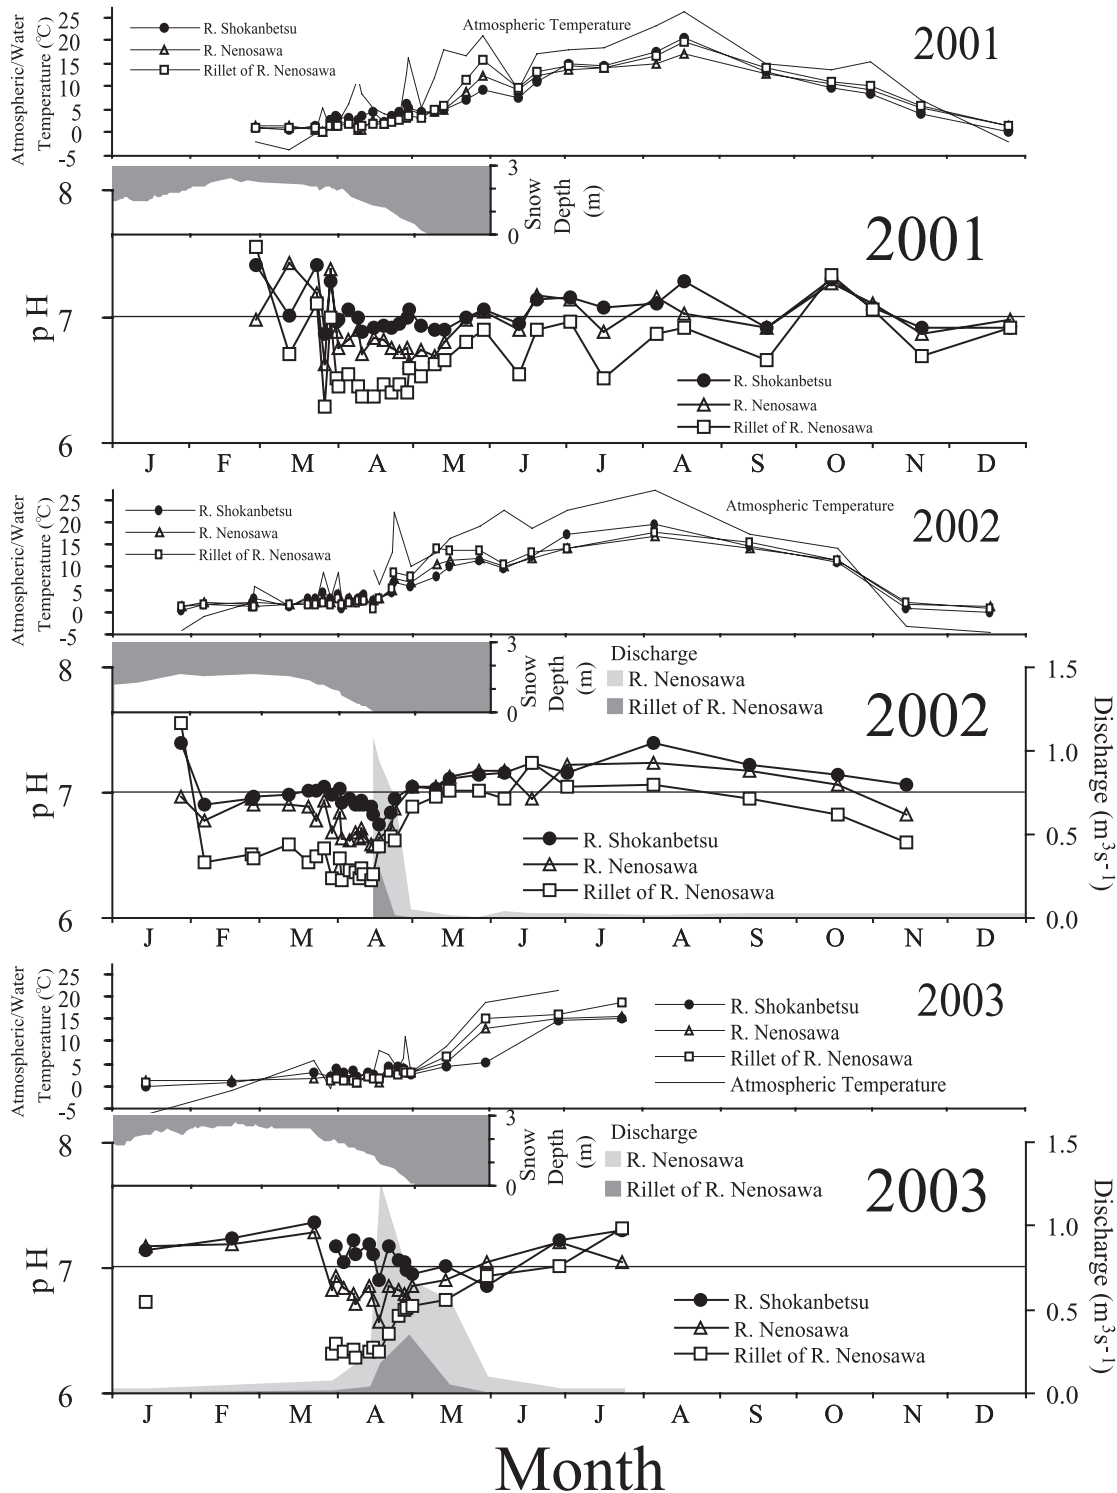 Atmospheric/Water
Temperature (℃)
25
20
15
10
5
0
-5
R. Shokanbetsu
R. Nenosawa
Rillet of R. Nenosawa
Atmospheric Temperature
2001
3
0
Snow
Depth
(m)
2001
pH
8
7
6
R. Shokanbetsu
R. Nenosawa
Rillet of R. Nenosawa
J F M A M J J A S O N D
Atmospheric/Water
Temperature (℃)
25
20
15
10
5
0
-5
R. Shokanbetsu
R. Nenosawa
Rillet of R. Nenosawa
Atmospheric Temperature
2002
3
0
Snow
Depth
(m)
Discharge
R. Nenosawa
Rillet of R. Nenosawa
2002
pH
8
7
6
R. Shokanbetsu
R. Nenosawa
Rillet of R. Nenosawa
1.5
1.0
0.5
0.0
Discharge (m³s⁻¹)
J F M A M J J A S O N D
Atmospheric/Water
Temperature (℃)
25
20
15
10
5
0
-5
2003
R. Shokanbetsu
R. Nenosawa
Rillet of R. Nenosawa
Atmospheric Temperature
3
0
Snow
Depth
(m)
Discharge
R. Nenosawa
Rillet of R. Nenosawa
2003
pH
8
7
6
R. Shokanbetsu
R. Nenosawa
Rillet of R. Nenosawa
1.5
1.0
0.5
0.0
Discharge (m³s⁻¹)
J F M A M J J A S O N D
Month